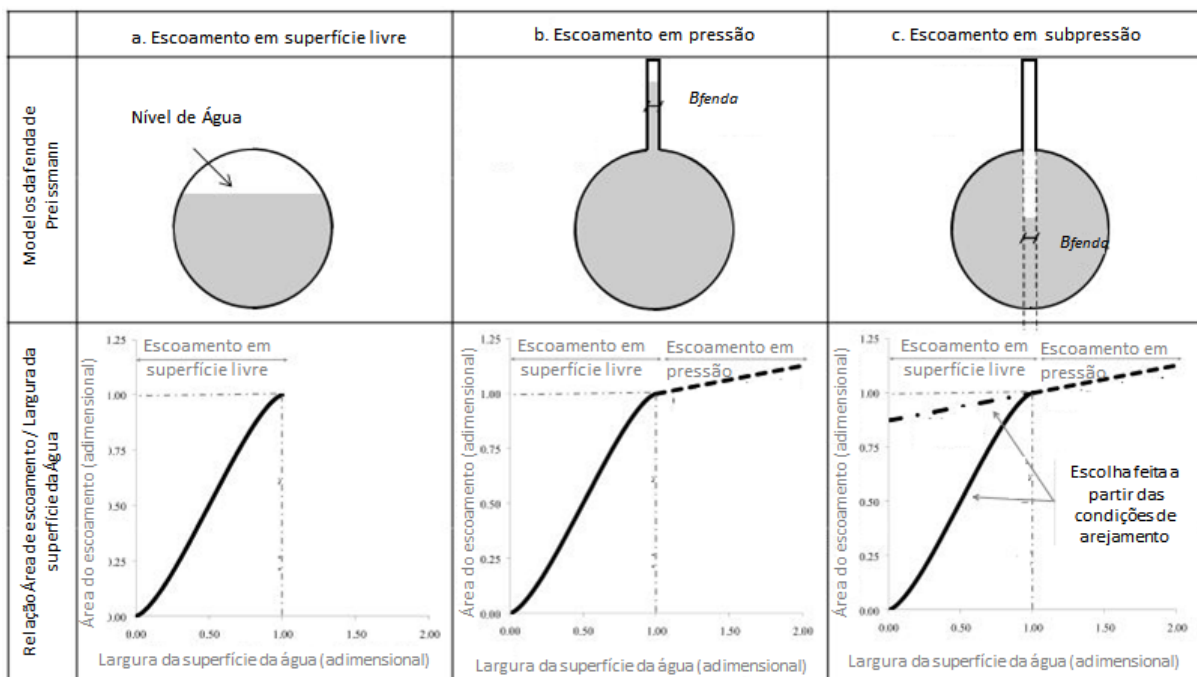 a. Escoamento em superfície livre
b. Escoamento em pressão
c. Escoamento em subpressão
Modelos da fenda de
Preissmann
Nível de Água
Bfenda
Bfenda
Relação Área de escoamento / Largura da
superfície da Água
Área do escoamento (adimensional)
1.25
1.00
0.75
0.50
0.25
0.00
Escoamento em
superfície livre
0.00 0.50 1.00 1.50 2.00
Largura da superfície da água (adimensional)
Área do escoamento (adimensional)
1.25
1.00
0.75
0.50
0.25
0.00
Escoamento em
superfície livre
Escoamento em
pressão
0.00 0.50 1.00 1.50 2.00
Largura da superfície da água (adimensional)
Área do escoamento (adimensional)
1.25
1.00
0.75
0.50
0.25
0.00
Escoamento em
superfície livre
Escoamento em
pressão
Escolha feita a
partir das
condições de
arejamento
0.00 0.50 1.00 1.50 2.00
Largura da superfície da água (adimensional)